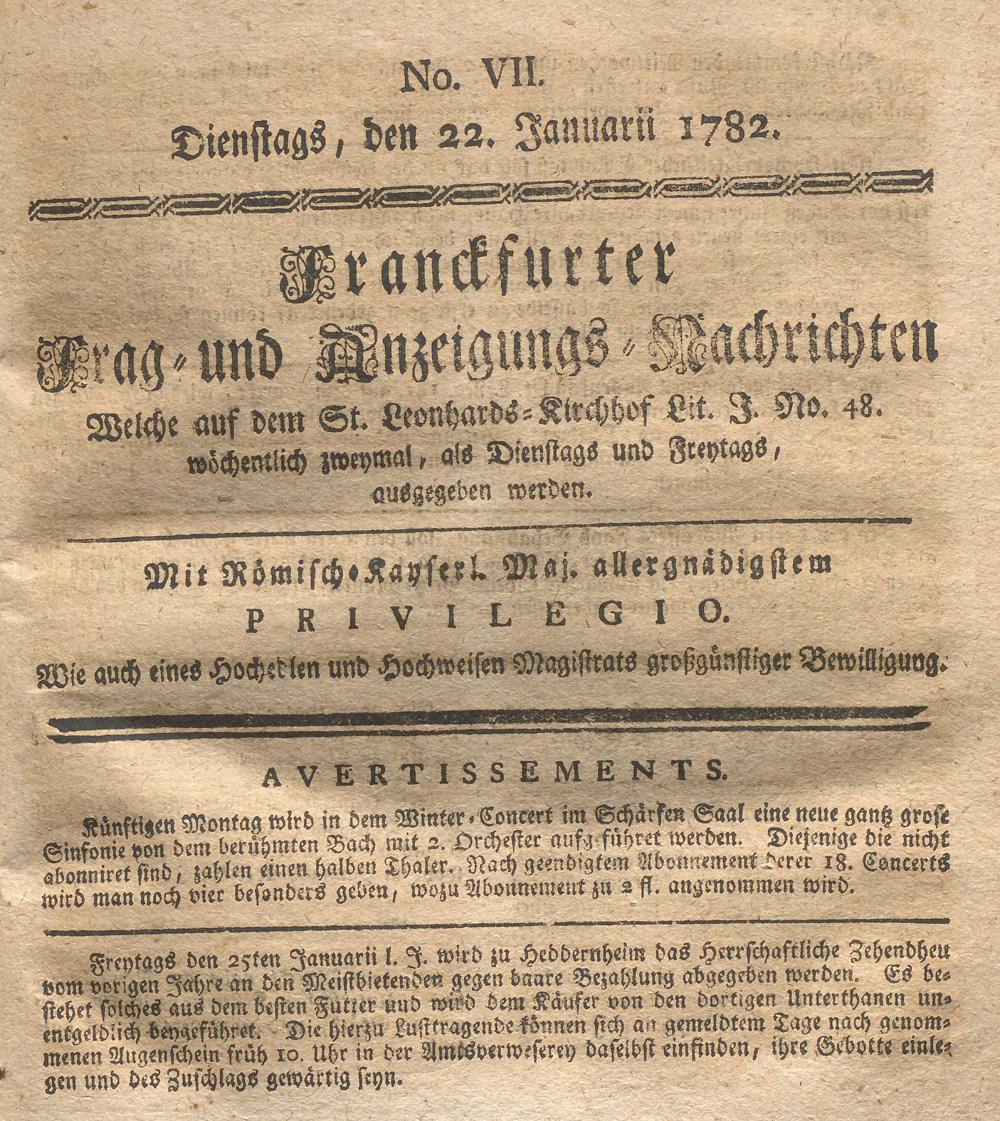 No. VII.
Dienstags, den 22. Januarii 1782.
Franckfurter
Frag- und Anzeigungs-Nachrichten
Welche auf dem St. Leonhards-Kirchhof Lit. J. No. 48.
wöchentlich zweymal, als Dienstags und Freytags,
ausgegeben werden.
Mit Römisch-Kayserl. Maj. allergnädigstem
PRIVILEGIO.
Wie auch eines Hochedlen und Hochweisen Magistrats großgünstiger Bewilligung.
AVERTISSEMENTS.
Künftigen Montag wird in dem Winter-Concert im Schärfen Saal eine neue gantz grose
Sinfonie von dem berühmten Bach mit 2. Orchester aufgeführet werden. Diejenige die nicht
abonniret sind, zahlen einen halben Thaler. Nach geendigtem Abonnement derer 18. Concerts
wird man noch vier besonders geben, wozu Abonnement zu 2 fl. angenommen wird.
Freytags den 25ten Januarii l. J. wird zu Heddernheim das Herrschaftliche Zehendheu
vom vorigen Jahre an den Meistbietenden gegen baare Bezahlung abgegeben werden. Es be-
stehet solches aus dem besten Futter und wird dem Käufer von den dortigen Unterthanen un-
entgeldlich beygeführet. Die hierzu Lusttragende können sich an gemeldtem Tage nach genom-
menen Augenschein früh 10. Uhr in der Amtsverweserey daselbst einfinden, ihre Gebotte einle-
gen und des Zuschlags gewärtig seyn.